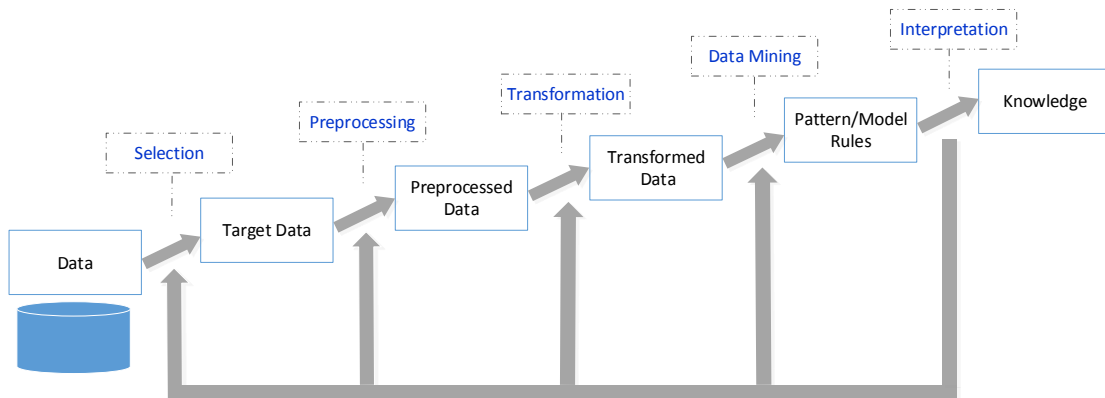 Interpretation
Data Mining
Knowledge
Transformation
Pattern/Model
Rules
Preprocessing
Transformed
Data
Selection
Preprocessed
Data
Target Data
Data